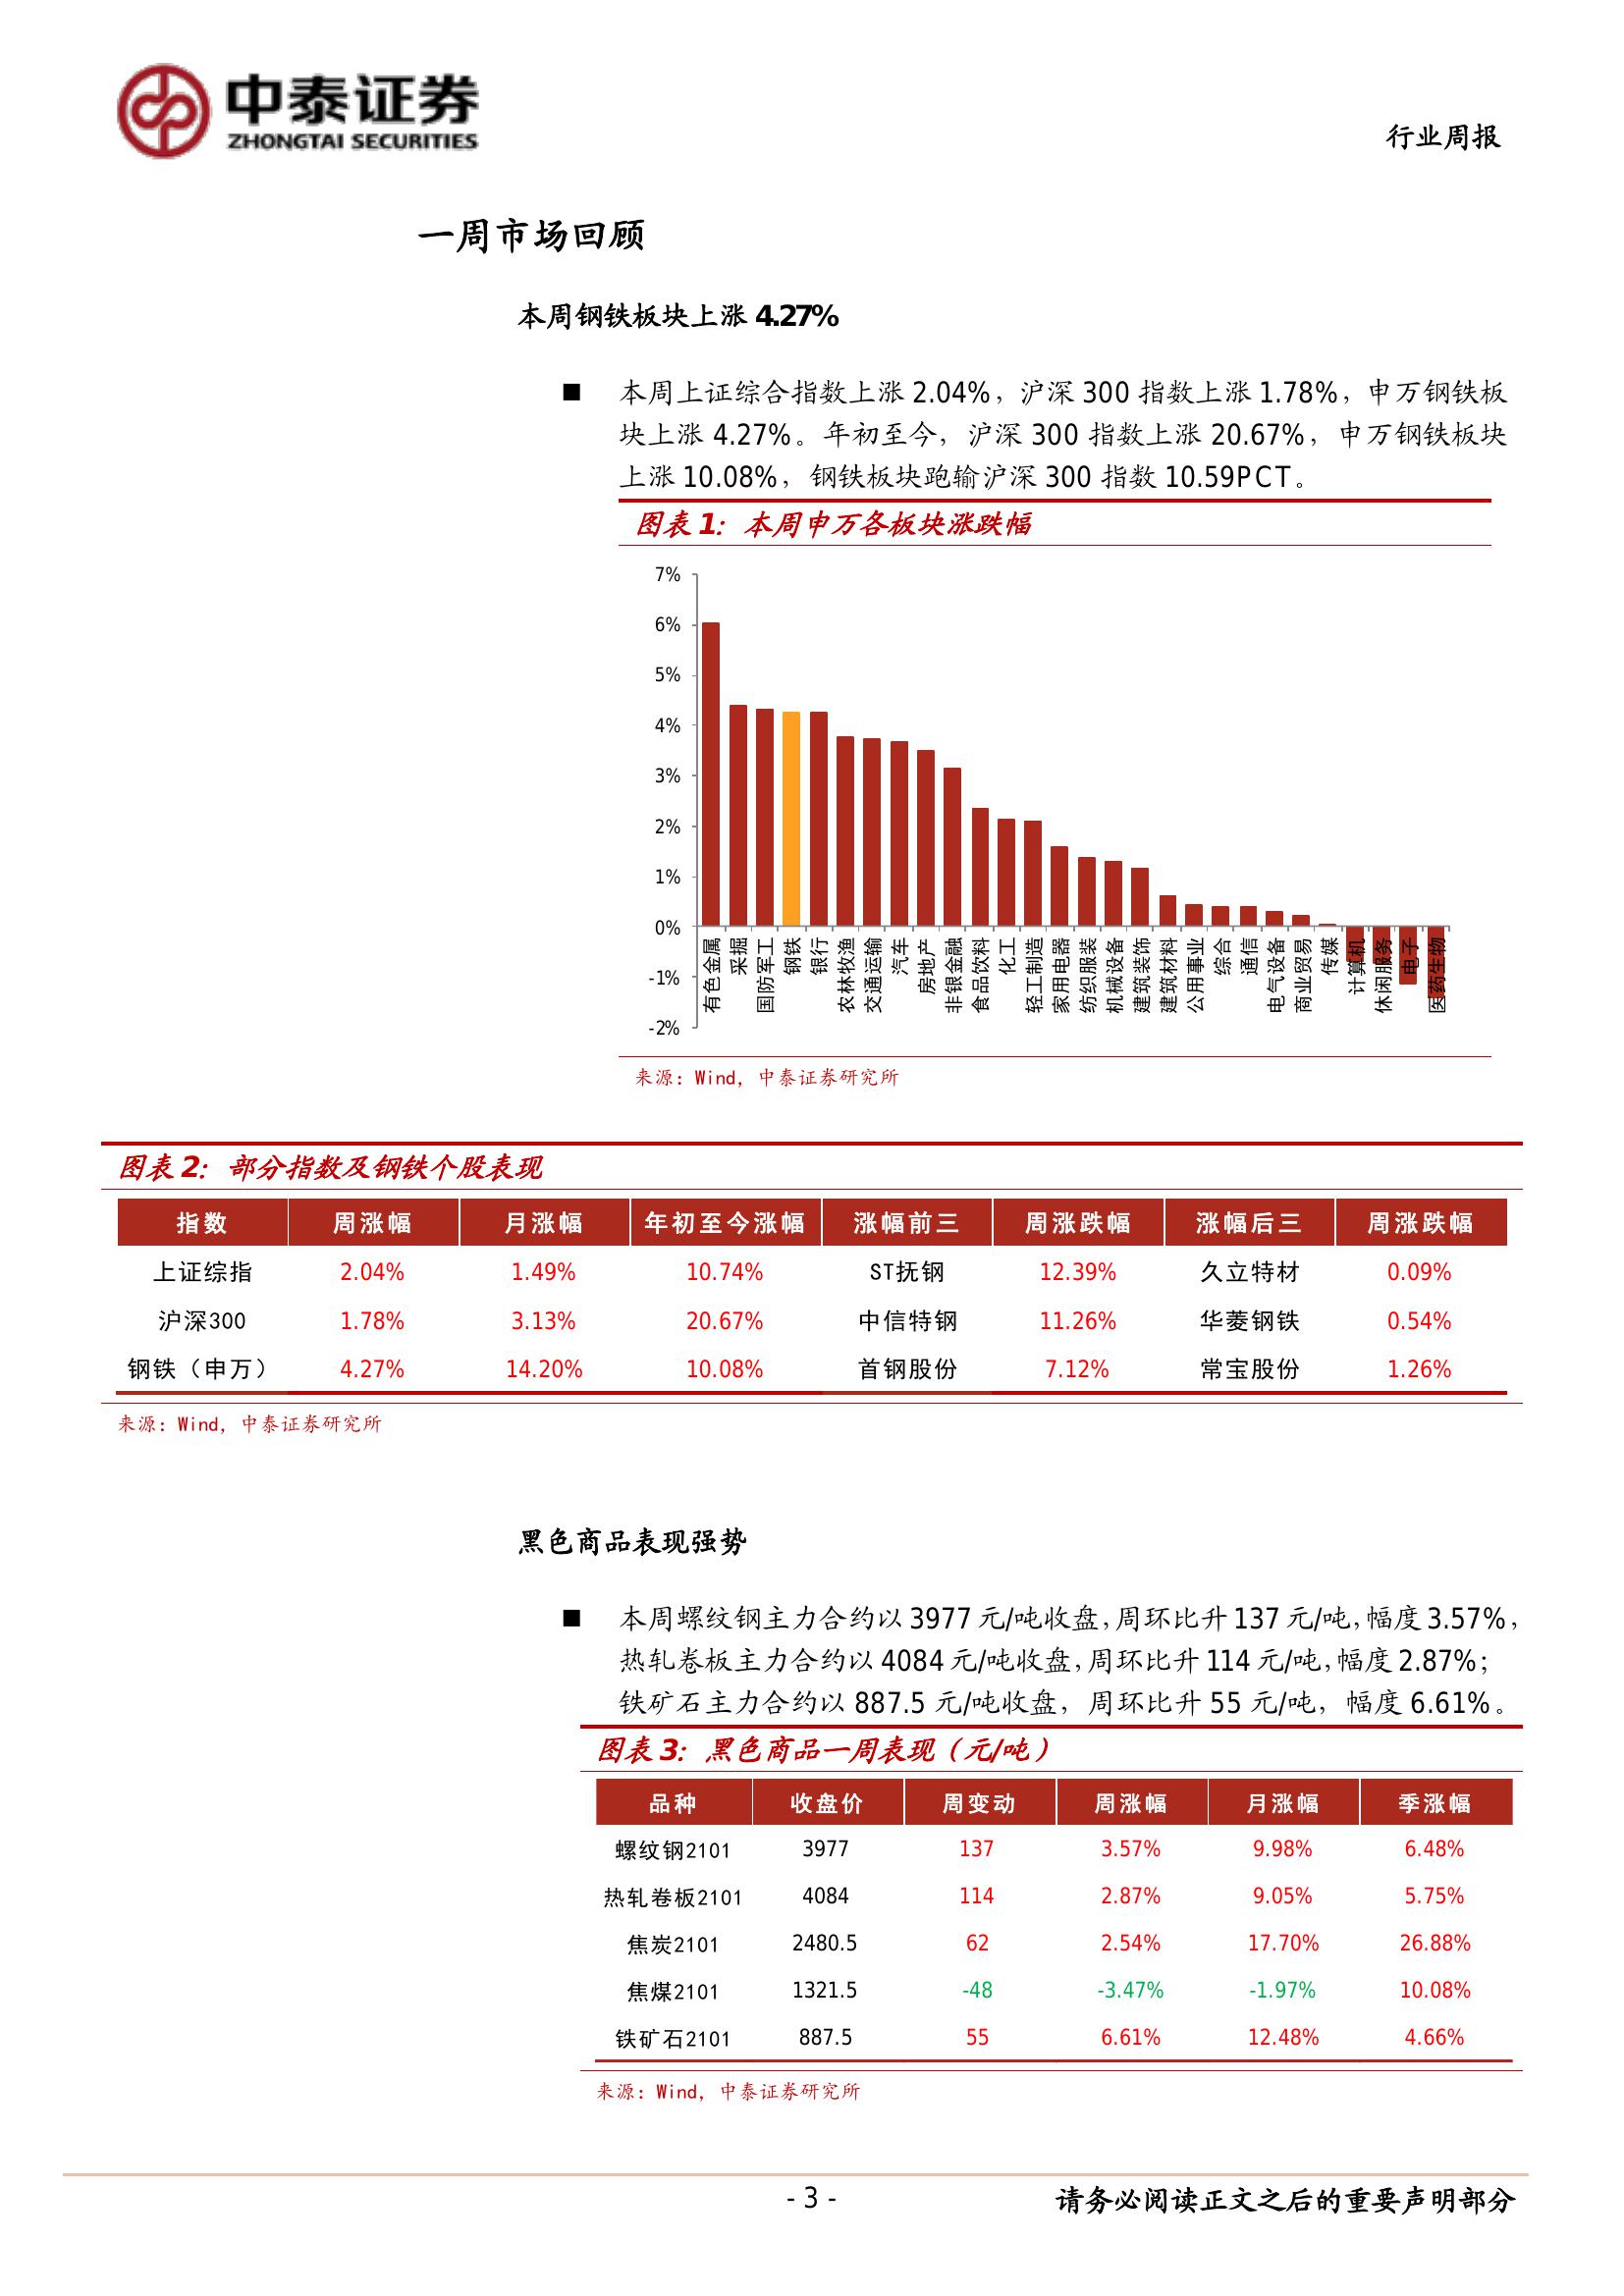 中泰证券
ZHONGTAI SECURITIES
行业周报
一周市场回顾
本周钢铁板块上涨 4.27%
■ 本周上证综合指数上涨 2.04%，沪深 300 指数上涨 1.78%，申万钢铁板
块上涨 4.27%。年初至今，沪深 300 指数上涨 20.67%，申万钢铁板块
上涨 10.08%，钢铁板块跑输沪深 300 指数 10.59PCT。
图表 1：本周申万各板块涨跌幅
7%
6%
5%
4%
3%
2%
1%
0%
-1%
-2%
有色金属
采掘
国防军工
钢铁
银行
农林牧渔
交通运输
汽车
房地产
非银金融
食品饮料
化工
轻工制造
家用电器
纺织服装
机械设备
建筑装饰
建筑材料
公用事业
综合
通信
电气设备
商业贸易
传媒
计算机
休闲服务
电子
医药生物
来源：Wind，中泰证券研究所
图表 2：部分指数及钢铁个股表现
指数 周涨幅 月涨幅 年初至今涨幅 涨幅前三 周涨跌幅 涨幅后三 周涨跌幅
上证综指 2.04% 1.49% 10.74% ST抚钢 12.39% 久立特材 0.09%
沪深300 1.78% 3.13% 20.67% 中信特钢 11.26% 华菱钢铁 0.54%
钢铁（申万） 4.27% 14.20% 10.08% 首钢股份 7.12% 常宝股份 1.26%
来源：Wind，中泰证券研究所
黑色商品表现强势
■ 本周螺纹钢主力合约以 3977 元/吨收盘，周环比升 137 元/吨，幅度 3.57%，
热轧卷板主力合约以 4084 元/吨收盘，周环比升 114 元/吨，幅度 2.87%；
铁矿石主力合约以 887.5 元/吨收盘，周环比升 55 元/吨，幅度 6.61%。
图表 3：黑色商品一周表现（元/吨）
品种 收盘价 周变动 周涨幅 月涨幅 季涨幅
螺纹钢2101 3977 137 3.57% 9.98% 6.48%
热轧卷板2101 4084 114 2.87% 9.05% 5.75%
焦炭2101 2480.5 62 2.54% 17.70% 26.88%
焦煤2101 1321.5 -48 -3.47% -1.97% 10.08%
铁矿石2101 887.5 55 6.61% 12.48% 4.66%
来源：Wind，中泰证券研究所
- 3 -
请务必阅读正文之后的重要声明部分